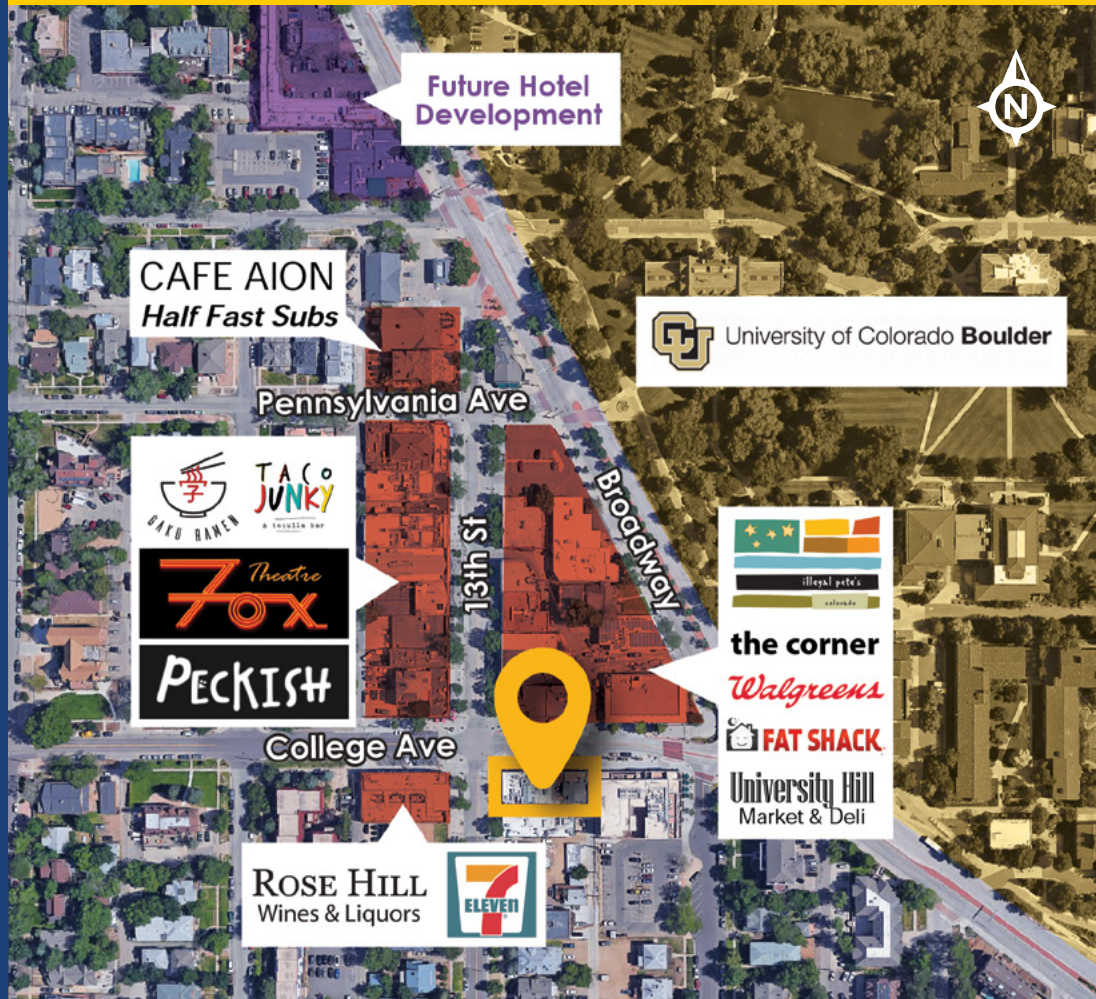 Future Hotel
Development
N
CAFE AION
Half Fast Subs
CU
University of Colorado Boulder
Pennsylvania Ave
GAKU RAMEN
TACO
JUNKY
& tequila bar
Theatre
Fox
PECKISH
13th St
Broadway
illegal pete's
colorado
the corner
Walgreens
FAT SHACK
University Hill
Market & Deli
College Ave
ROSE HILL
Wines & Liquors
7
ELEVEn